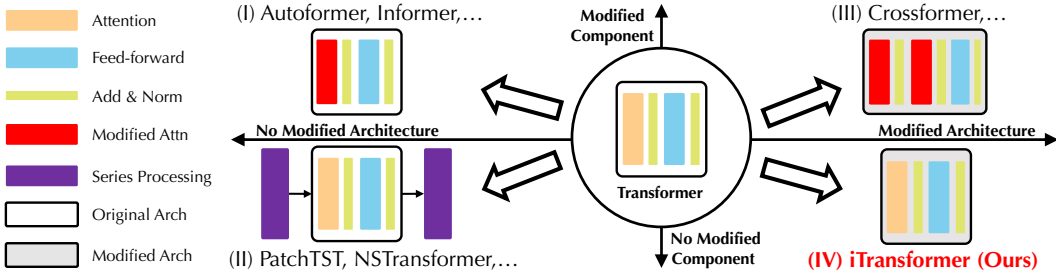 Attention
Feed-forward
Add & Norm
Modified Attn
Series Processing
Original Arch
Modified Arch
(I) Autoformer, Informer,...
Modified
Component
(III) Crossformer,...
No Modified Architecture
Modified Architecture
Transformer
(II) PatchTST, NSTransformer,...
No Modified
Component
(IV) iTransformer (Ours)